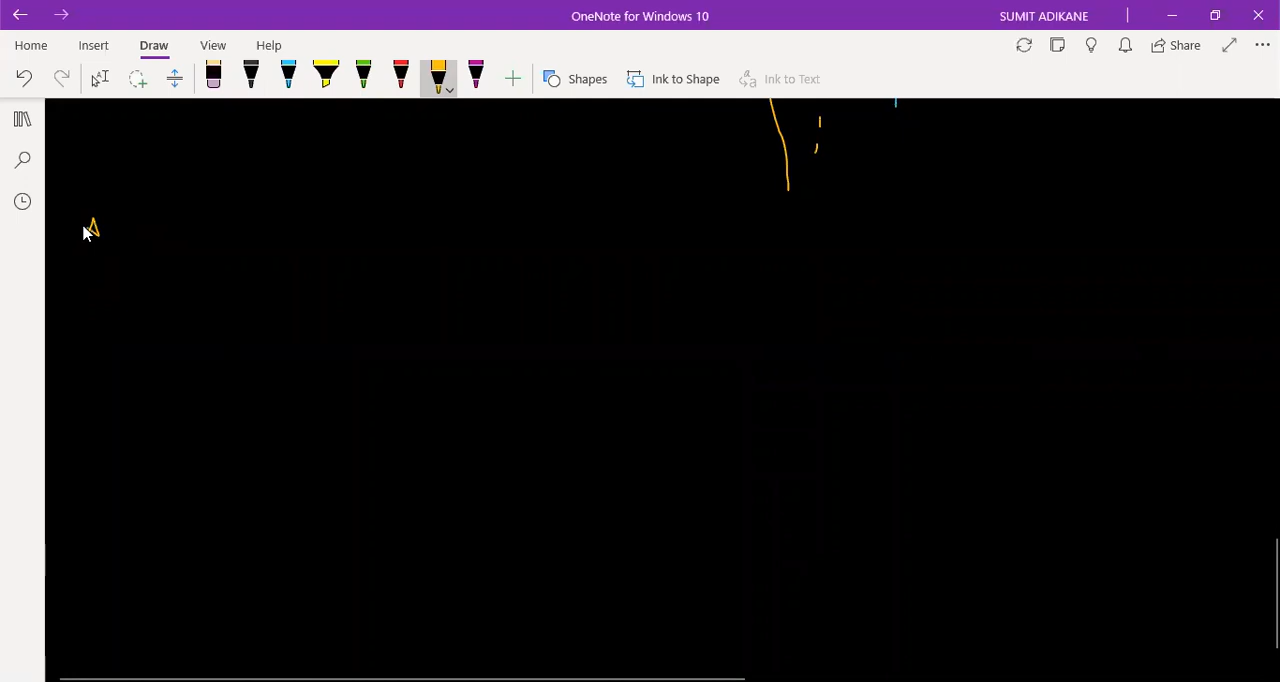 OneNote for Windows 10
SUMIT ADIKANE
Home Insert Draw View Help
Share
Shapes Ink to Shape Ink to Text
A